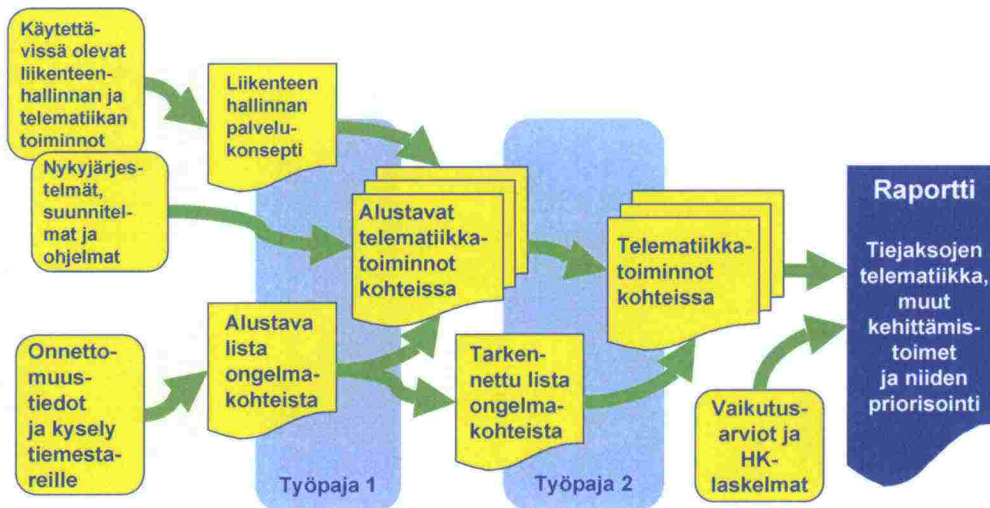 Käytettä-
vissä olevat
liikenteen-
hallinnan ja
telematiikan
toiminnot
Nykyjärjes-
telmät,
suunnitel-
mat ja
ohjelmat
Onnetto-
muus-
tiedot
ja kysely
tiemesta-
reille
Liikenteen
hallinnan
palvelu-
konsepti
Alustava
lista
ongelma-
kohteista
Alustavat
telematiikka-
toiminnot
kohteissa
Työpaja 1
Tarken-
nettu lista
ongelma-
kohteista
Telematiikka-
toiminnot
kohteissa
Työpaja 2
Vaikutus-
arviot ja
HK-
laskelmat
Raportti
Tiejaksojen
telematiikka,
muut
kehittämis-
toimet
ja niiden
priorisointi